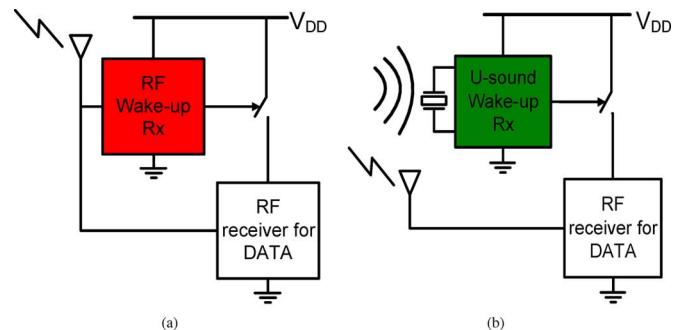 VDD
RF
Wake-up
Rx
RF
receiver for
DATA
(a)
VDD
U-sound
Wake-up
Rx
RF
receiver for
DATA
(b)